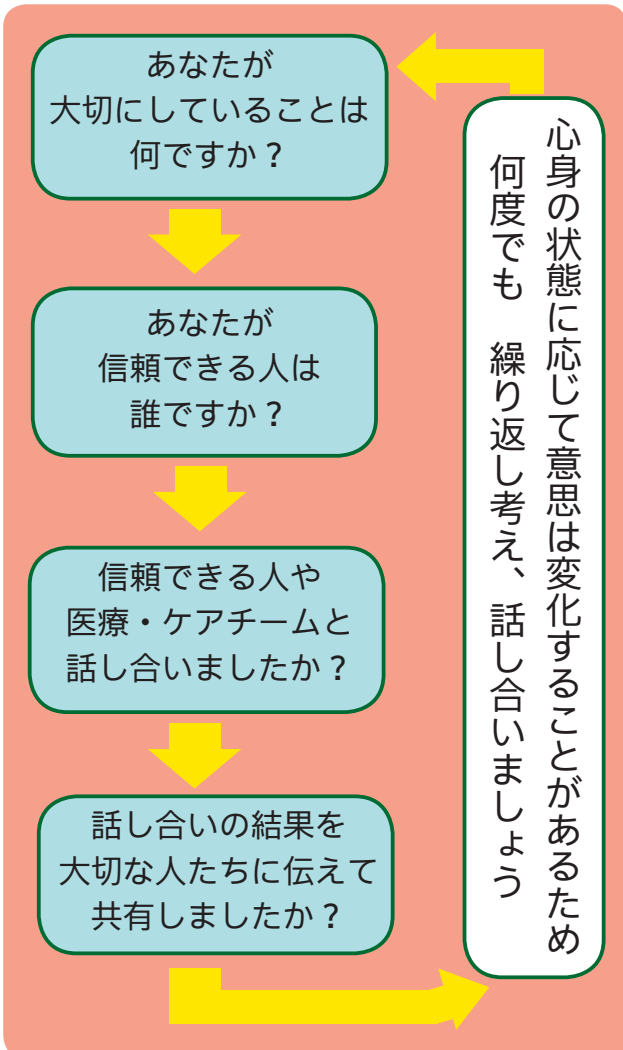 あなたが
大切にしていることは
何ですか？
あなたが
信頼できる人は
誰ですか？
信頼できる人や
医療・ケアチームと
話し合いましたか？
話し合いの結果を
大切な人たちに伝えて
共有しましたか？
心身の状態に応じて意思は変化することがあるため
何度でも　繰り返し考え、話し合いましょう